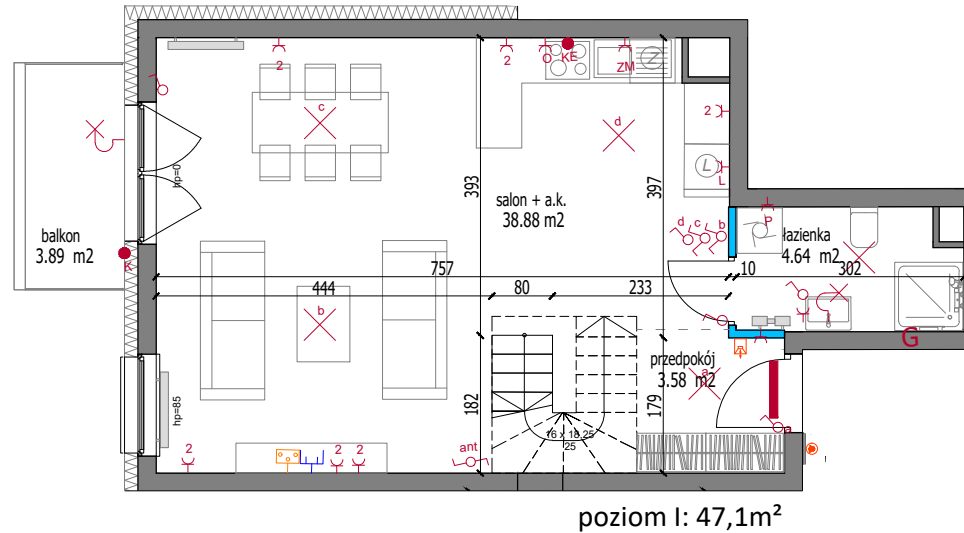 2
2
O
KE
ZM
Z
c
d
2
L
L
hp=0
393
397
salon + a.k.
38.88 m2
d c b
P
balkon
3.89 m2
K
łazienka
4.64 m2
757
10
302
444
80
233
b
G
przedpokój
3.58 m2
a
hp=85
182
179
a
16 x 18,25
25
ant
2
2
2
poziom I: 47,1m²